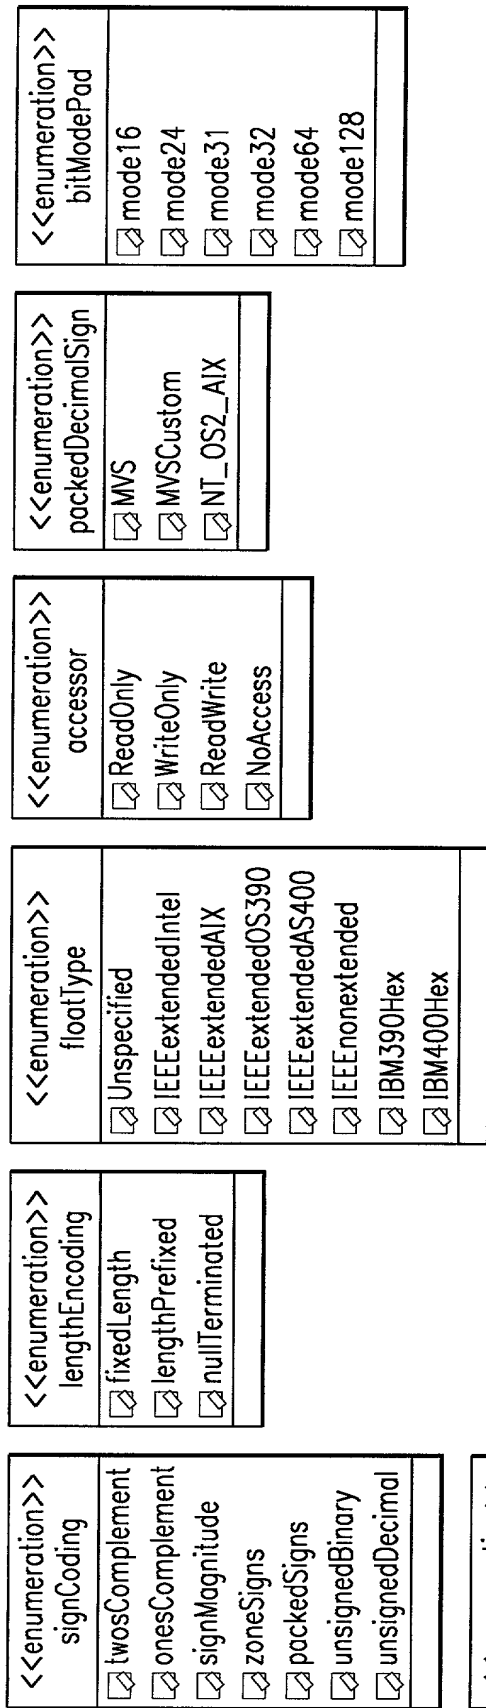 <<enumeration>>
signCoding
twosComplement
onesComplement
signMagnitude
zoneSigns
packedSigns
unsignedBinary
unsignedDecimal
<<enumeration>>
lengthEncoding
fixedLength
lengthPrefixed
nullTerminated
<<enumeration>>
floatType
Unspecified
IEEEextendedIntel
IEEEextendedAIX
IEEEextendedOS390
IEEEextendedAS400
IEEEnonextended
IBM390Hex
IBM400Hex
<<enumeration>>
accessor
ReadOnly
WriteOnly
ReadWrite
NoAccess
<<enumeration>>
packedDecimalSign
MVS
MVSCustom
NT_OS2_AIX
<<enumeration>>
bitModePad
mode16
mode24
mode31
mode32
mode64
mode128